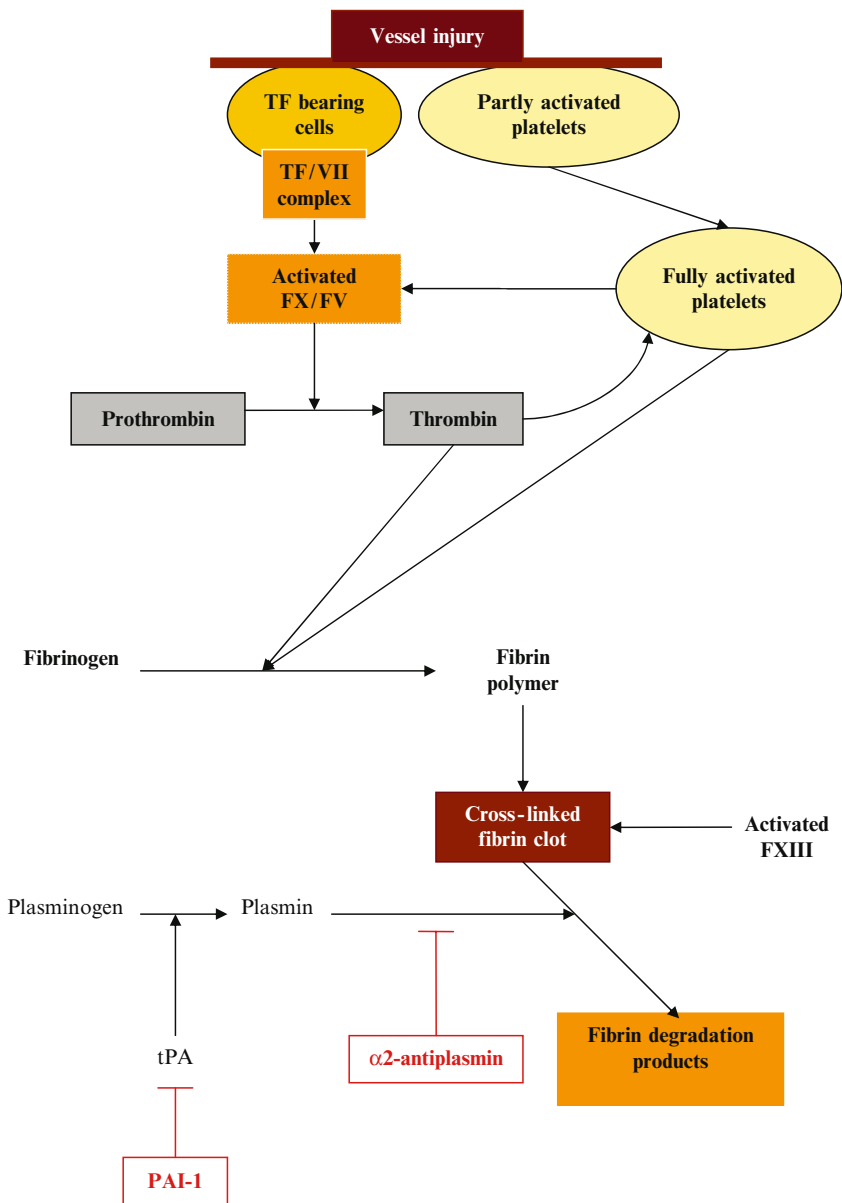 Vessel injury
TF bearing
cells
Partly activated
platelets
TF/VII
complex
Activated
FX/FV
Fully activated
platelets
Prothrombin
Thrombin
Fibrinogen
Fibrin
polymer
Cross-linked
fibrin clot
Activated
FXIII
Plasminogen
Plasmin
tPA
α2-antiplasmin
Fibrin degradation
products
PAI-1